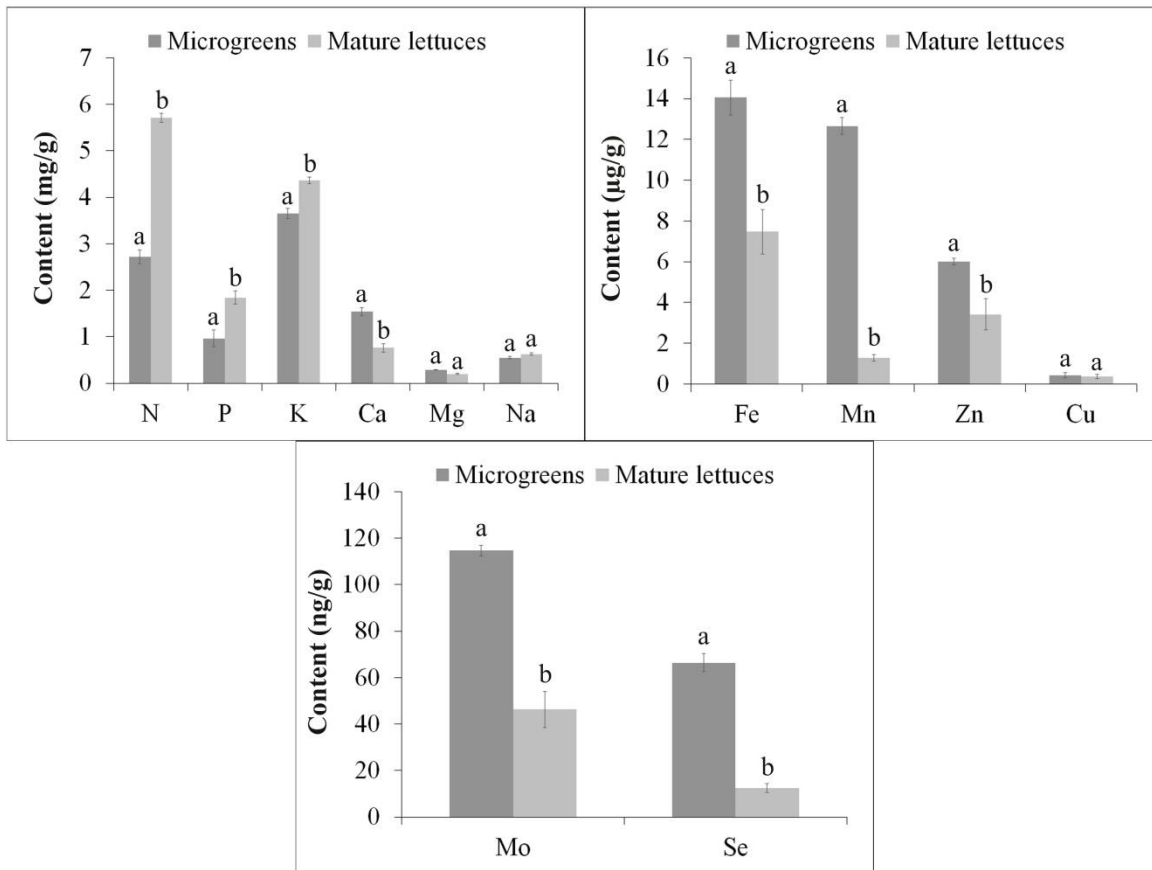 Microgreens Mature lettuces
7
6
5
4
3
2
1
0
Content (mg/g)
a b
a b
a b
a b
a a
a a
N P K Ca Mg Na
Microgreens Mature lettuces
16
14
12
10
8
6
4
2
0
Content (µg/g)
a b
a b
a b
a a
Fe Mn Zn Cu
Microgreens Mature lettuces
140
120
100
80
60
40
20
0
Content (ng/g)
a b
a b
Mo Se